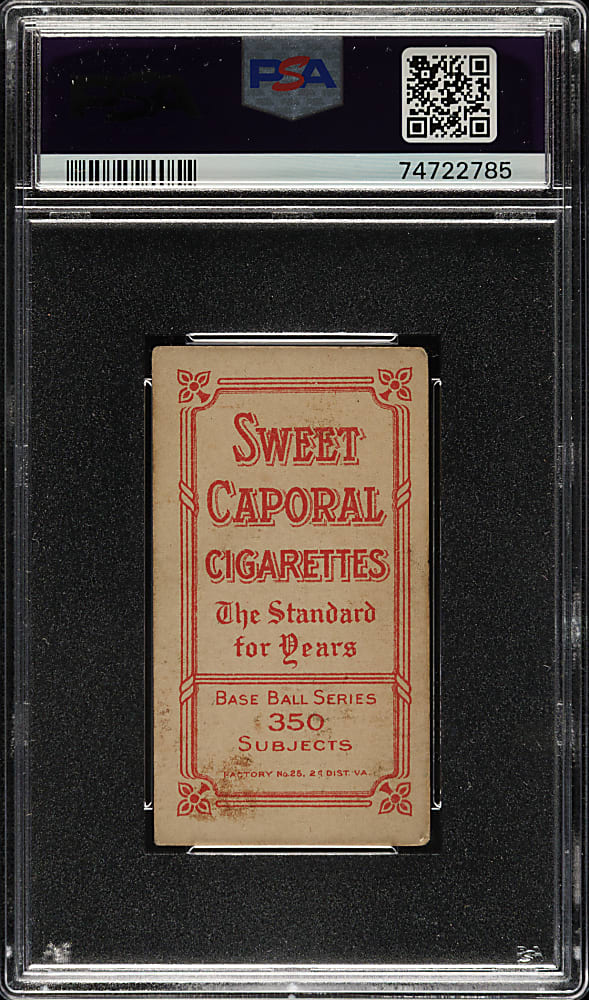 PSA
74722785
SWEET
CAPORAL
CIGARETTES
The Standard
for Years
BASE BALL SERIES
350
SUBJECTS
FACTORY No. 25, 2d DIST. VA.